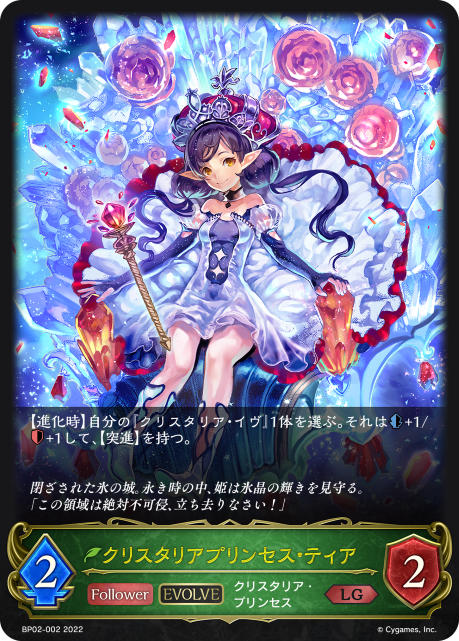 【進化時】自分の『クリスタリア・イヴ』1体を選ぶ。それは+1/
+1して、【突進】を持つ。
閉ざされた氷の城。永き時の中、姫は氷晶の輝きを見守る。
「この領域は絶対不可侵、立ち去りなさい！」
クリスタリアプリンセス・ティア
2
Follower
EVOLVE
クリスタリア・
プリンセス
LG
2
BP02-002 2022
© Cygames, Inc.